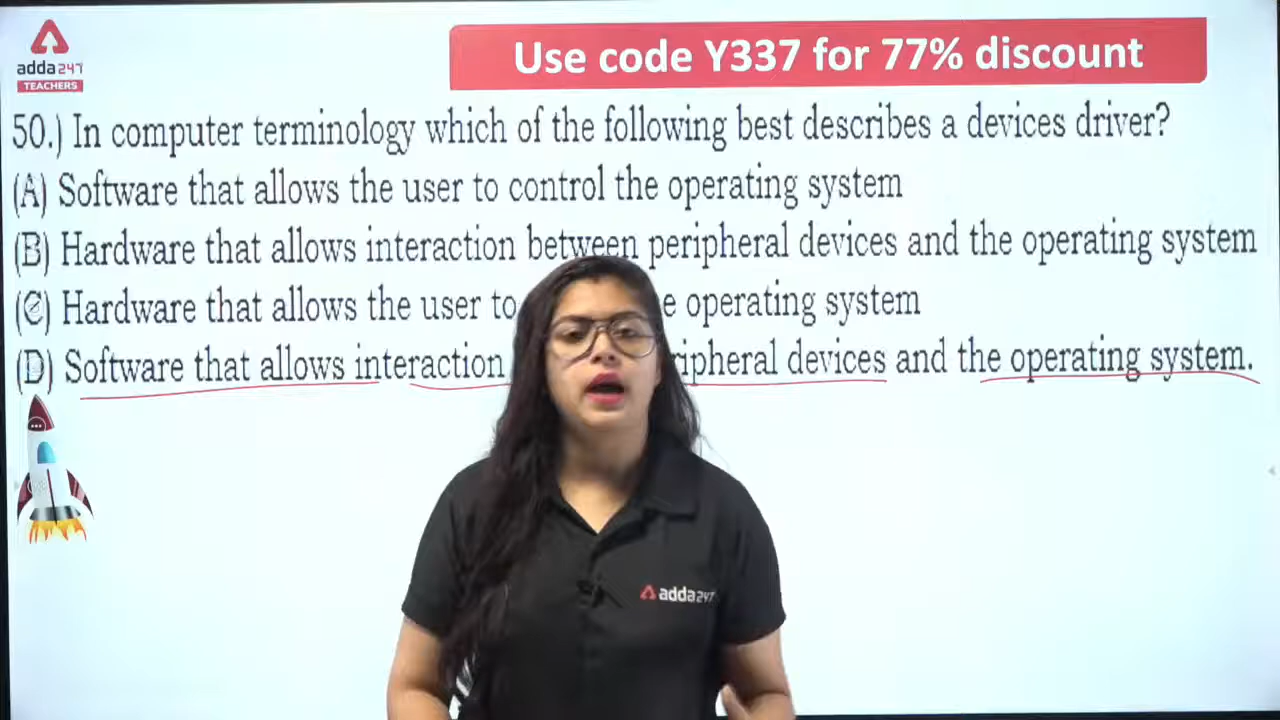 adda247
TEACHERS
Use code Y337 for 77% discount
50.) In computer terminology which of the following best describes a devices driver?
(A) Software that allows the user to control the operating system
(B) Hardware that allows interaction between peripheral devices and the operating system
(C) Hardware that allows the user to operating system
(D) Software that allows interaction devices and the operating system.
adda247